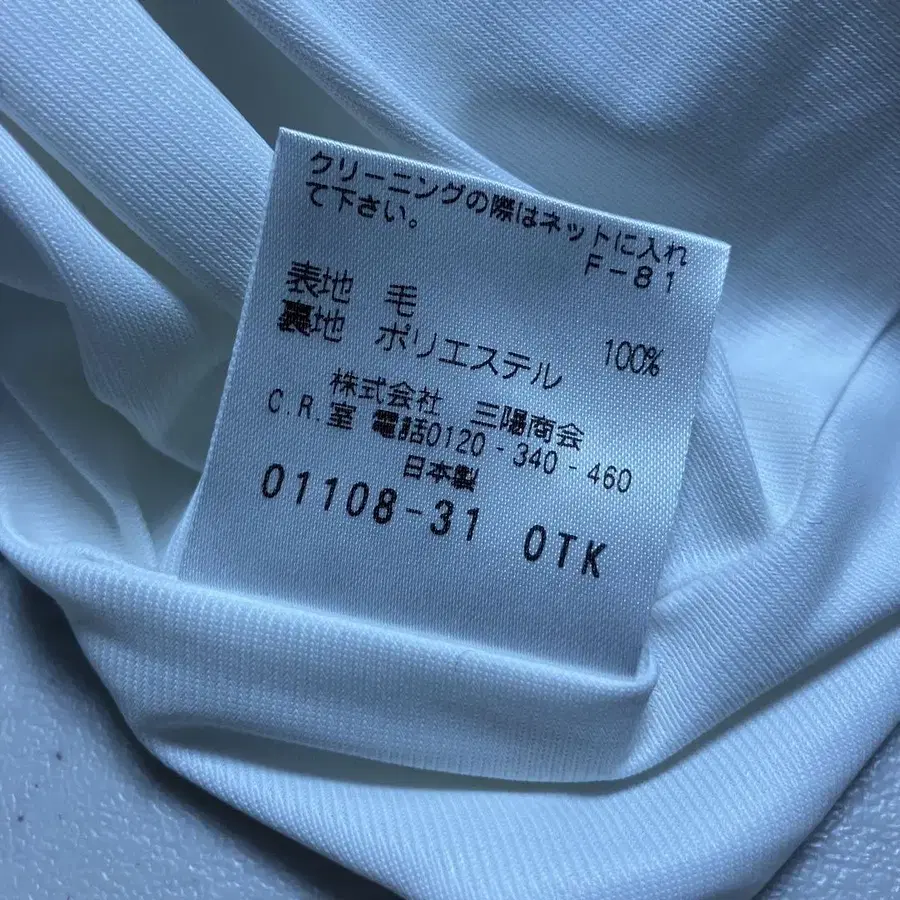 クリーニングの際はネットに入れ
て下さい。
F-81
表地 毛 100%
裏地 ポリエステル
株式会社 三陽商会
C.R.室 電話0120-340-460
日本製
01108-31 0TK